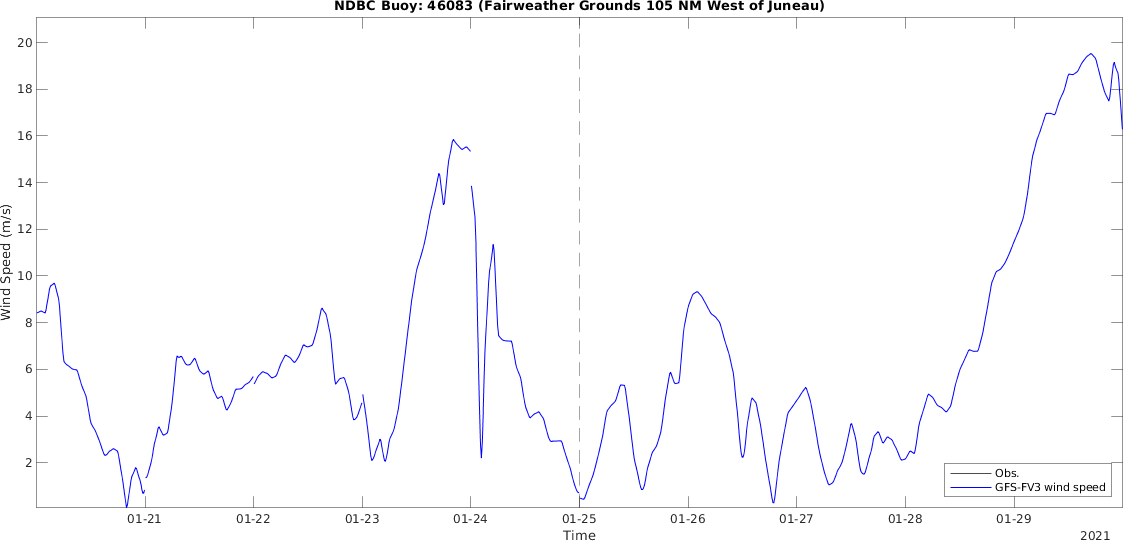 NDBC Buoy: 46083 (Fairweather Grounds 105 NM West of Juneau)
20
18
16
14
12
10
8
6
4
2
Wind Speed (m/s)
Obs.
GFS-FV3 wind speed
01-21 01-22 01-23 01-24 01-25 01-26 01-27 01-28 01-29
Time
2021